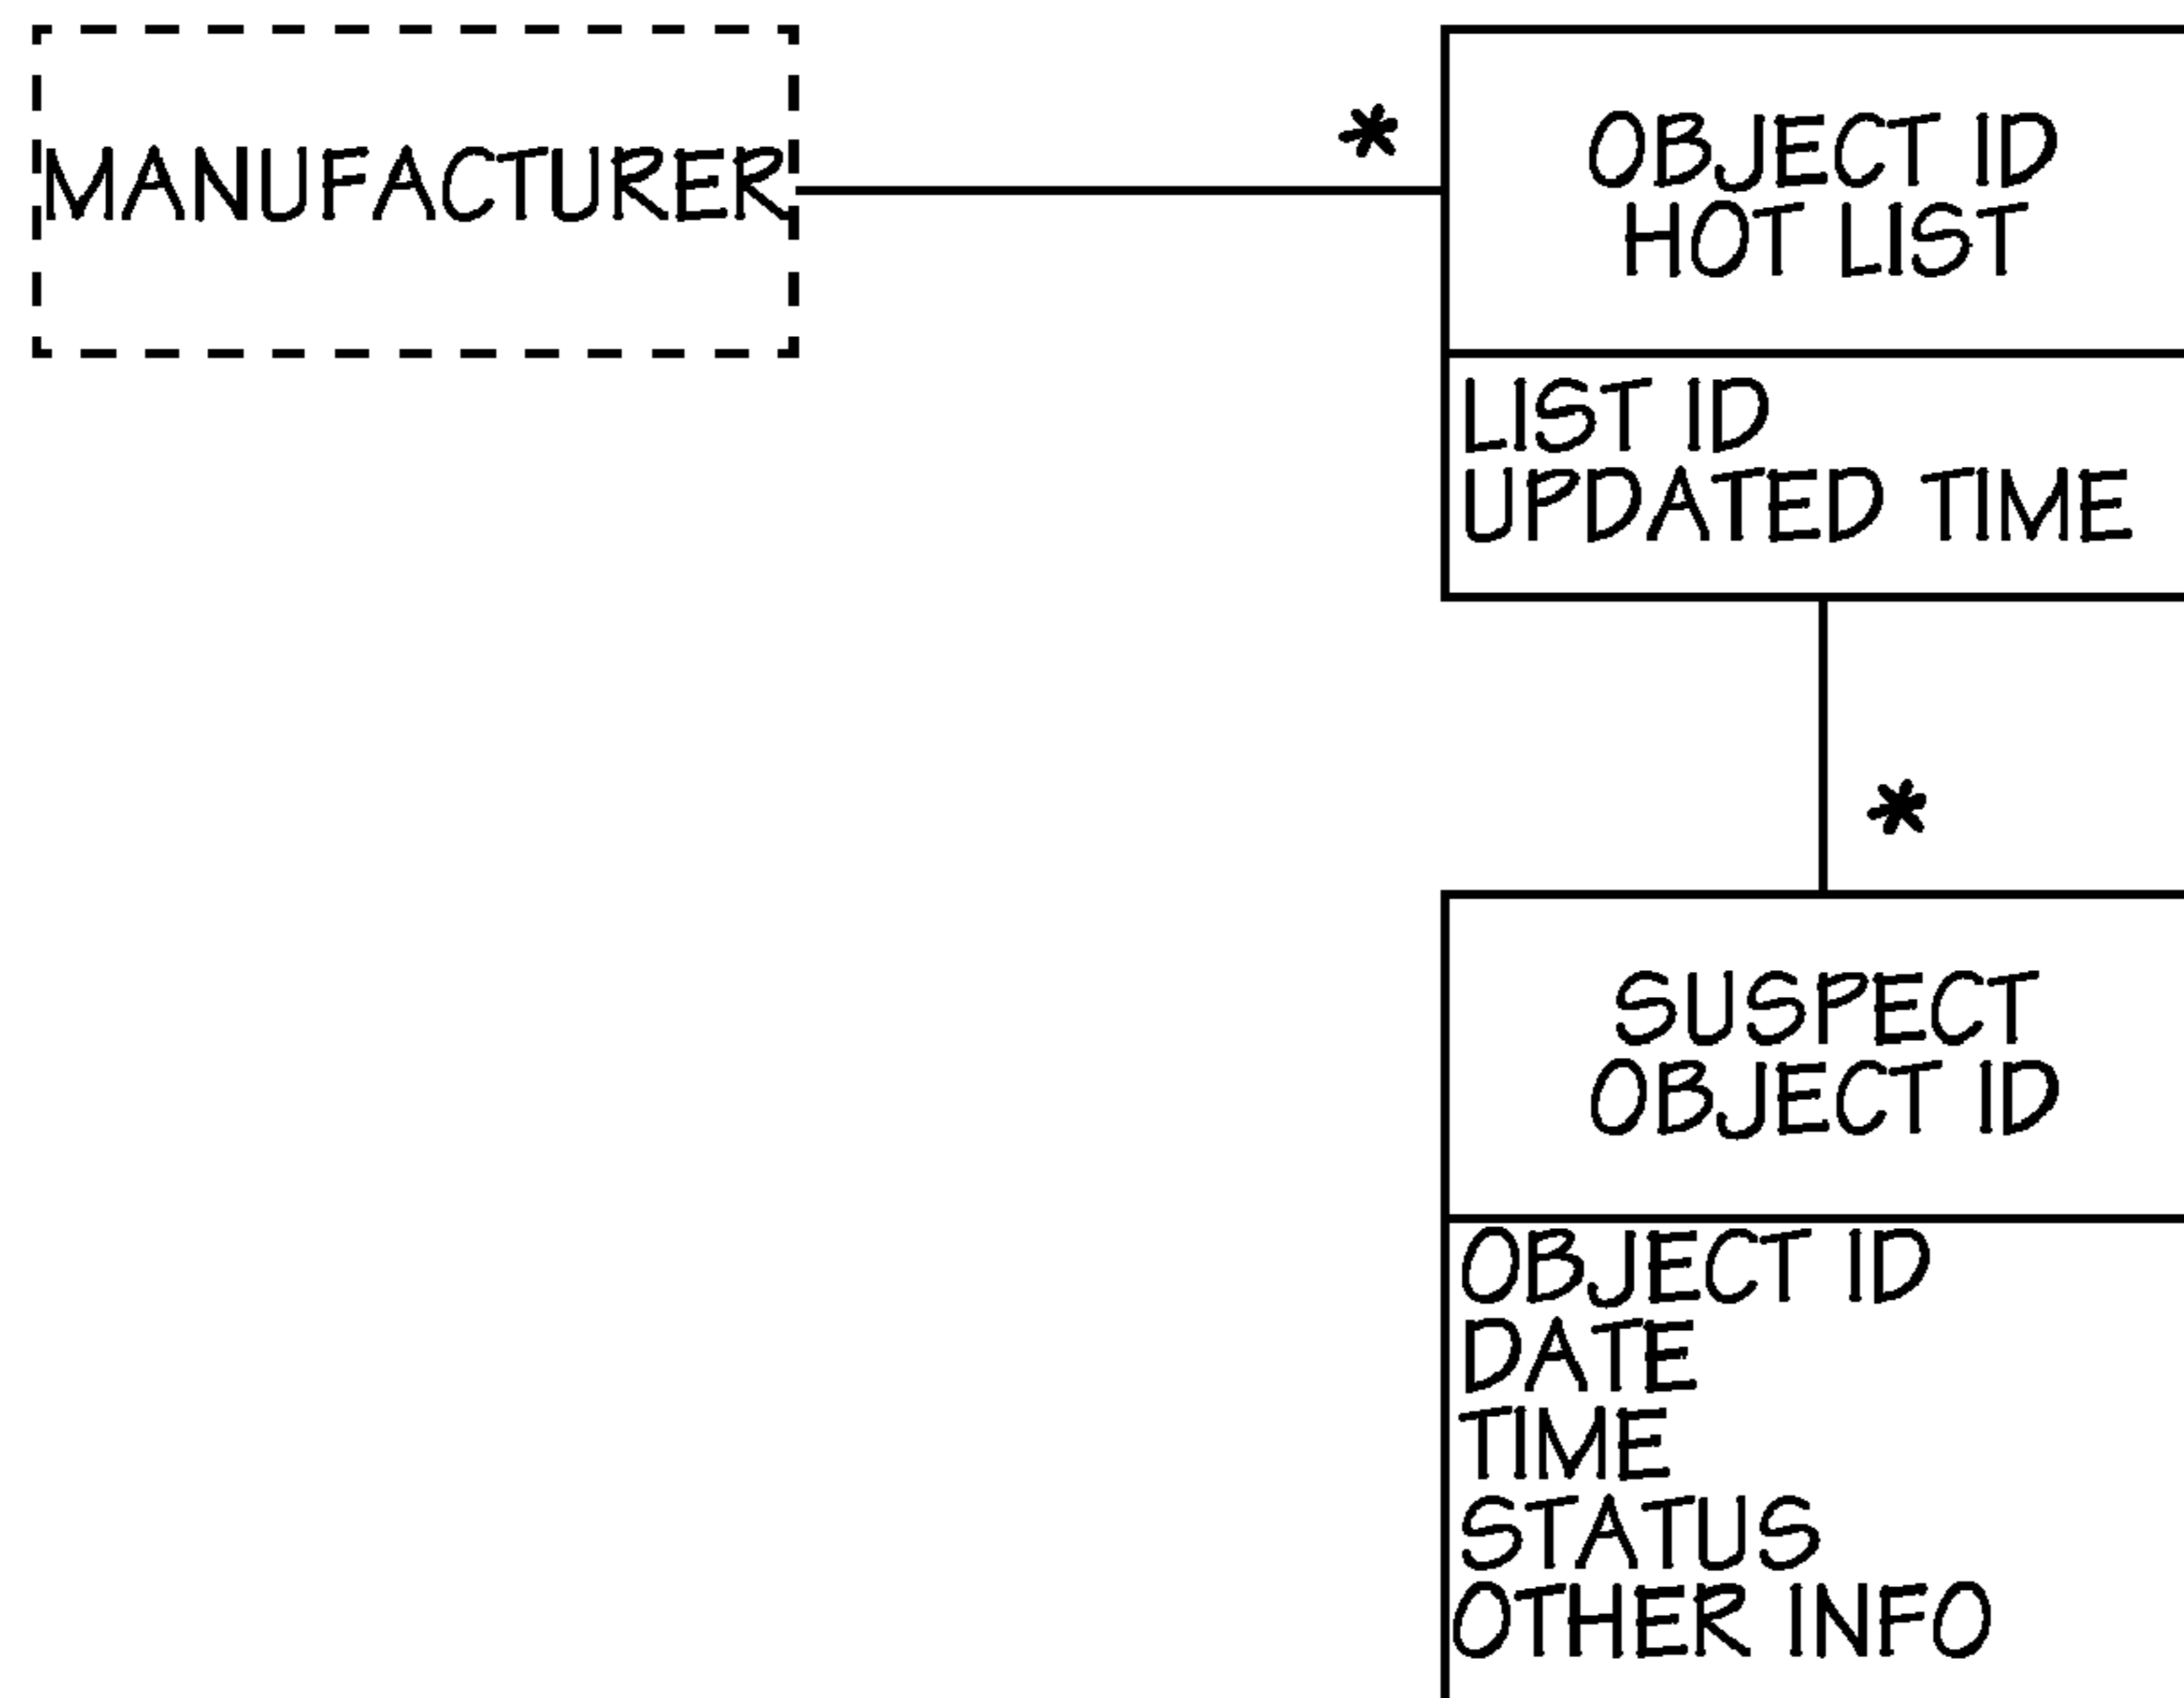 MANUFACTURER
*
OBJECT ID
HOT LIST
LIST ID
UPDATED TIME
*
SUSPECT
OBJECT ID
OBJECT ID
DATE
TIME
STATUS
OTHER INFO